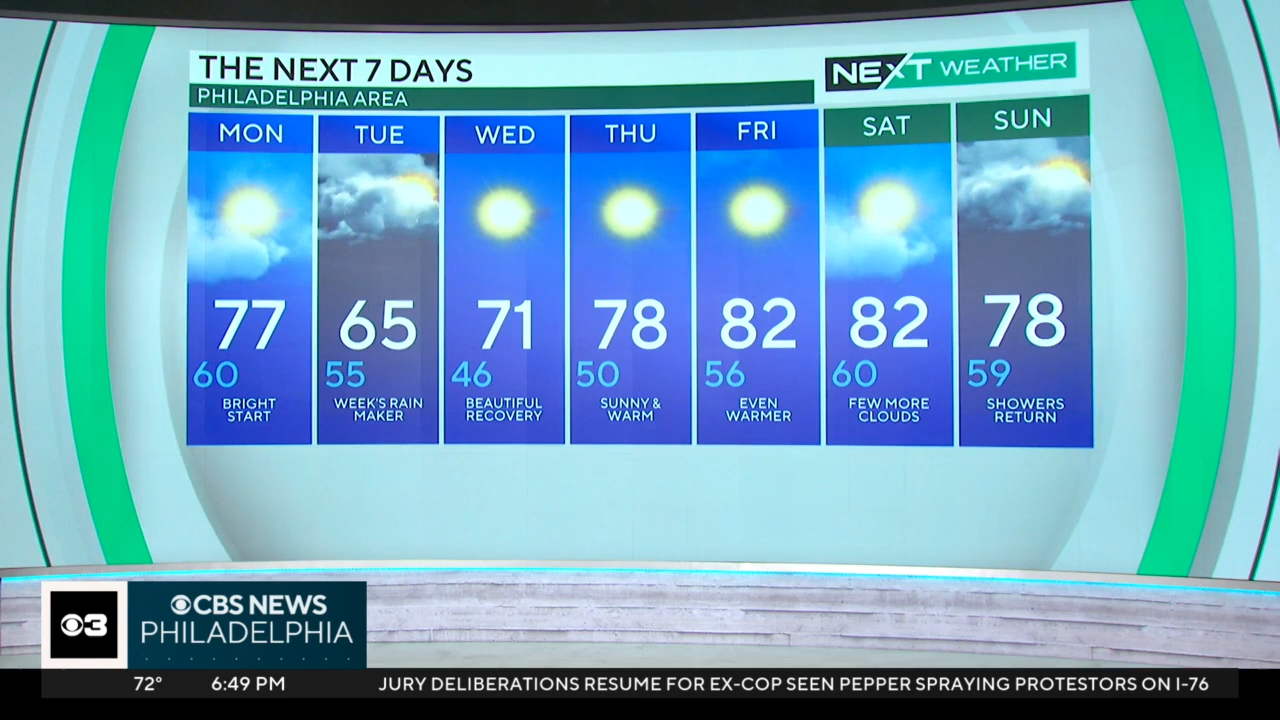 THE NEXT 7 DAYS
NEXT WEATHER
PHILADELPHIA AREA
MON TUE WED THU FRI SAT SUN
77 65 71 78 82 82 78
60 55 46 50 56 60 59
BRIGHT WEEK'S RAIN BEAUTIFUL SUNNY & EVEN FEW MORE SHOWERS
START MAKER RECOVERY WARM WARMER CLOUDS RETURN
3 CBS NEWS
PHILADELPHIA
72° 6:49 PM JURY DELIBERATIONS RESUME FOR EX-COP SEEN PEPPER SPRAYING PROTESTORS ON I-76